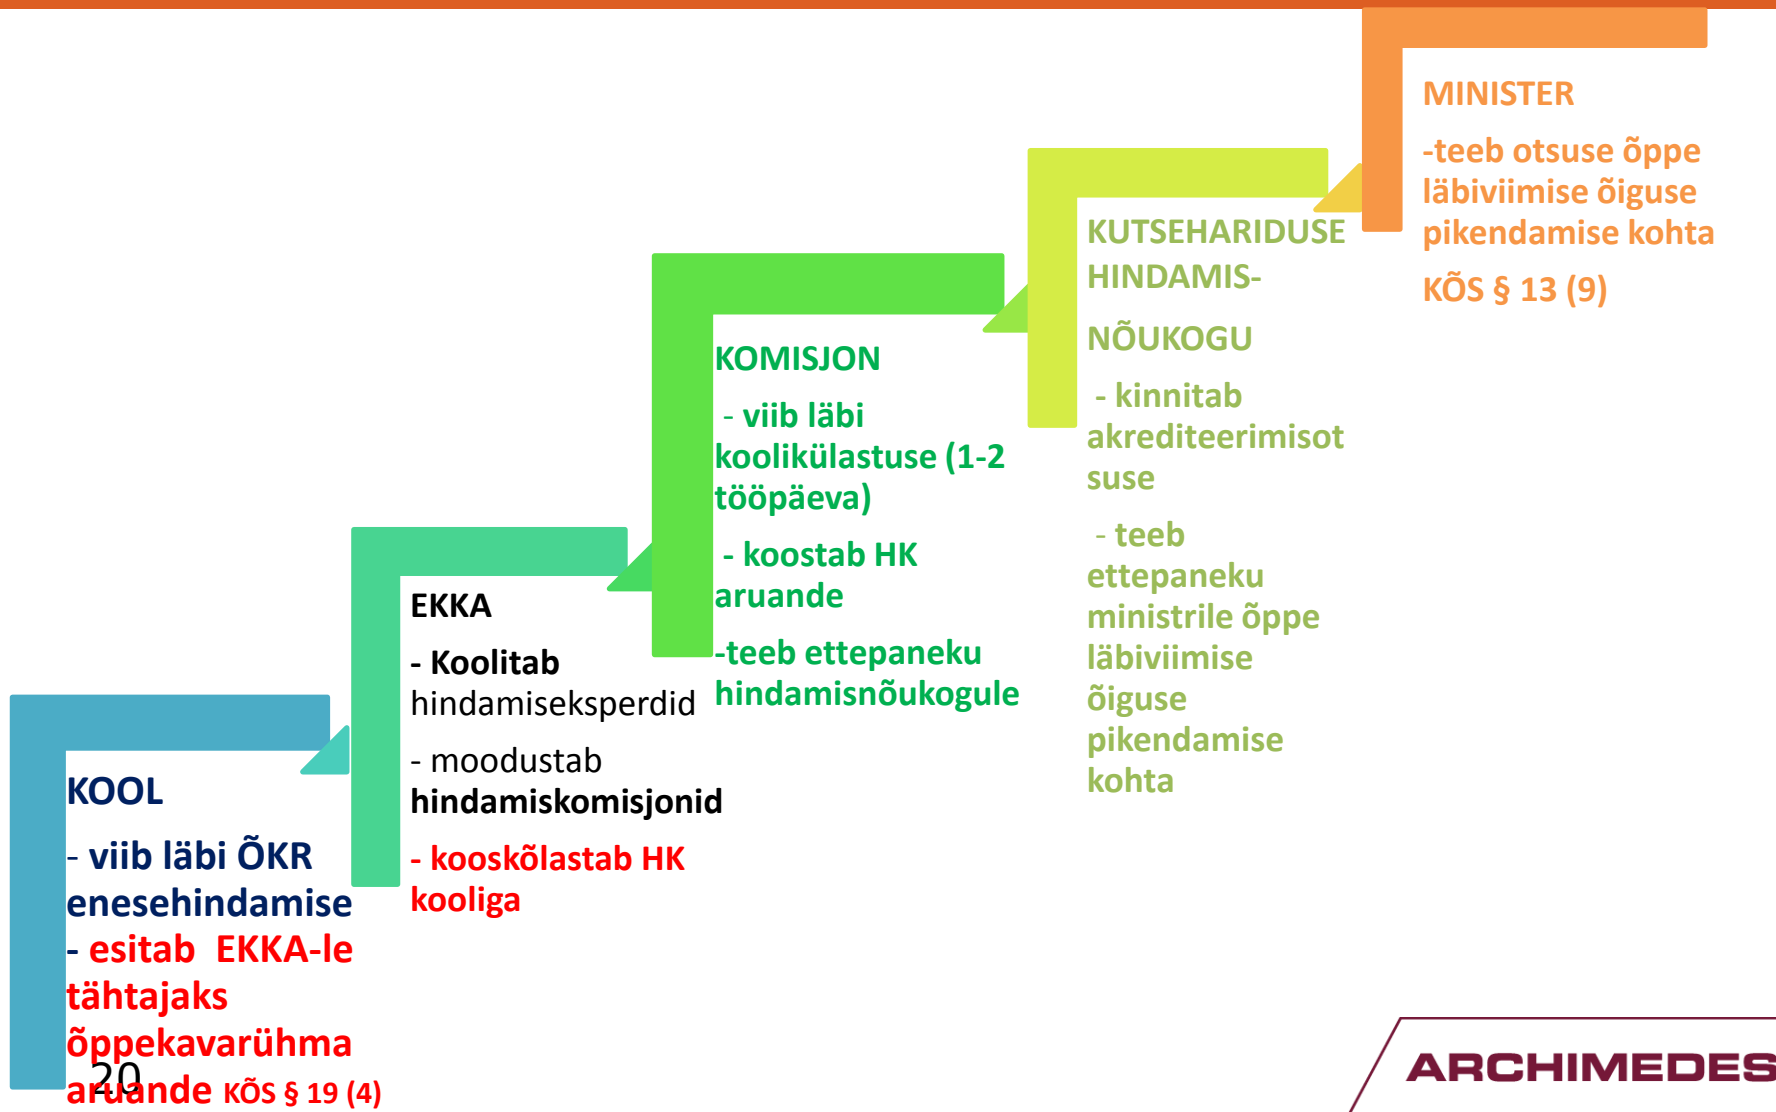 KOOL
- viib läbi ÕKR
enesehindamise
- esitab EKKA-le
tähtajaks
õppekavarühma
aruande KÕS § 19 (4)
20
EKKA
- Koolitab
hindamiseksperdid
- moodustab
hindamiskomisjonid
- kooskõlastab HK
kooliga
KOMISJON
- viib läbi
koolikülastuse (1-2
tööpäeva)
- koostab HK
aruande
-teeb ettepaneku
hindamisnõukogule
KUTSEHARIDUSE
HINDAMIS-
NÕUKOGU
- kinnitab
akrediteerimisot
suse
- teeb
ettepaneku
ministrile õppe
läbiviimise
õiguse
pikendamise
kohta
MINISTER
-teeb otsuse õppe
läbiviimise õiguse
pikendamise kohta
KÕS § 13 (9)
ARCHIMEDES